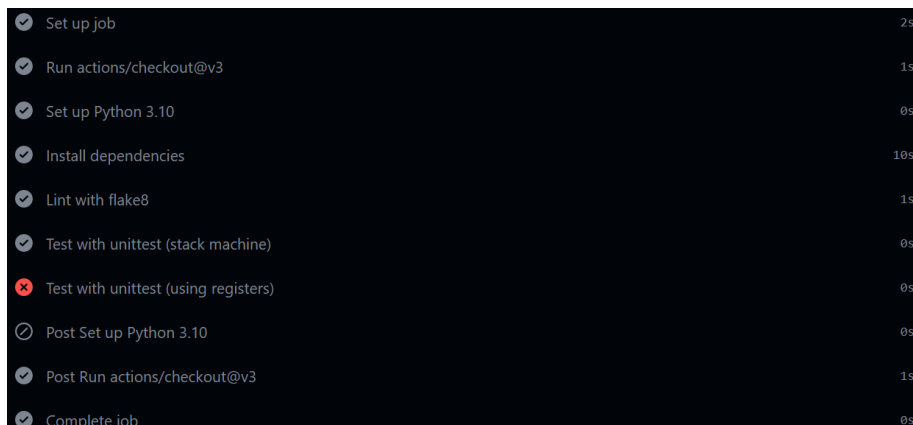 Set up job 2s
Run actions/checkout@v3 1s
Set up Python 3.10 0s
Install dependencies 10s
Lint with flake8 1s
Test with unittest (stack machine) 0s
Test with unittest (using registers) 0s
Post Set up Python 3.10 0s
Post Run actions/checkout@v3 1s
Complete job 0s